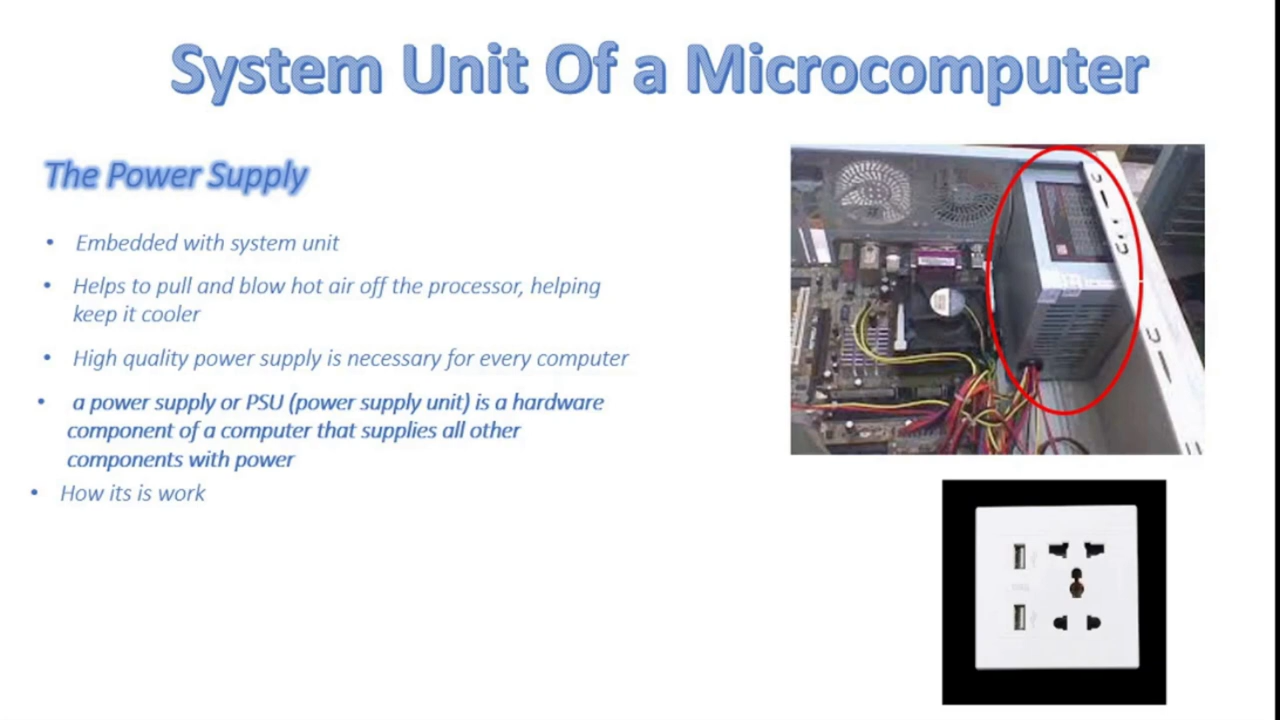 System Unit Of a Microcomputer
The Power Supply
• Embedded with system unit
• Helps to pull and blow hot air off the processor, helping
keep it cooler
• High quality power supply is necessary for every computer
• a power supply or PSU (power supply unit) is a hardware
component of a computer that supplies all other
components with power
• How its is work